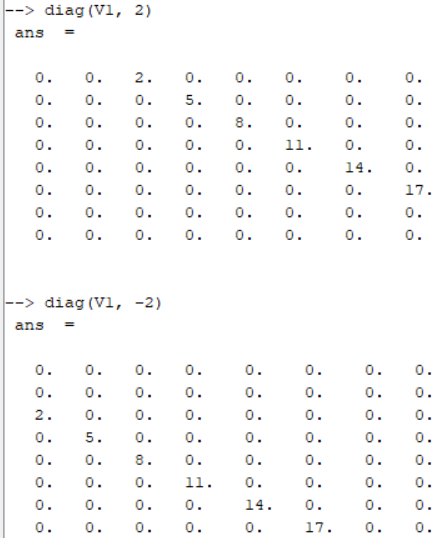 --> diag(V1, 2)
ans =
0. 0. 2. 0. 0. 0. 0. 0.
0. 0. 0. 5. 0. 0. 0. 0.
0. 0. 0. 0. 8. 0. 0. 0.
0. 0. 0. 0. 0. 11. 0. 0.
0. 0. 0. 0. 0. 0. 14. 0.
0. 0. 0. 0. 0. 0. 0. 17.
0. 0. 0. 0. 0. 0. 0. 0.
0. 0. 0. 0. 0. 0. 0. 0.
--> diag(V1, -2)
ans =
0. 0. 0. 0. 0. 0. 0. 0.
0. 0. 0. 0. 0. 0. 0. 0.
2. 0. 0. 0. 0. 0. 0. 0.
0. 5. 0. 0. 0. 0. 0. 0.
0. 0. 8. 0. 0. 0. 0. 0.
0. 0. 0. 11. 0. 0. 0. 0.
0. 0. 0. 0. 14. 0. 0. 0.
0. 0. 0. 0. 0. 17. 0. 0.